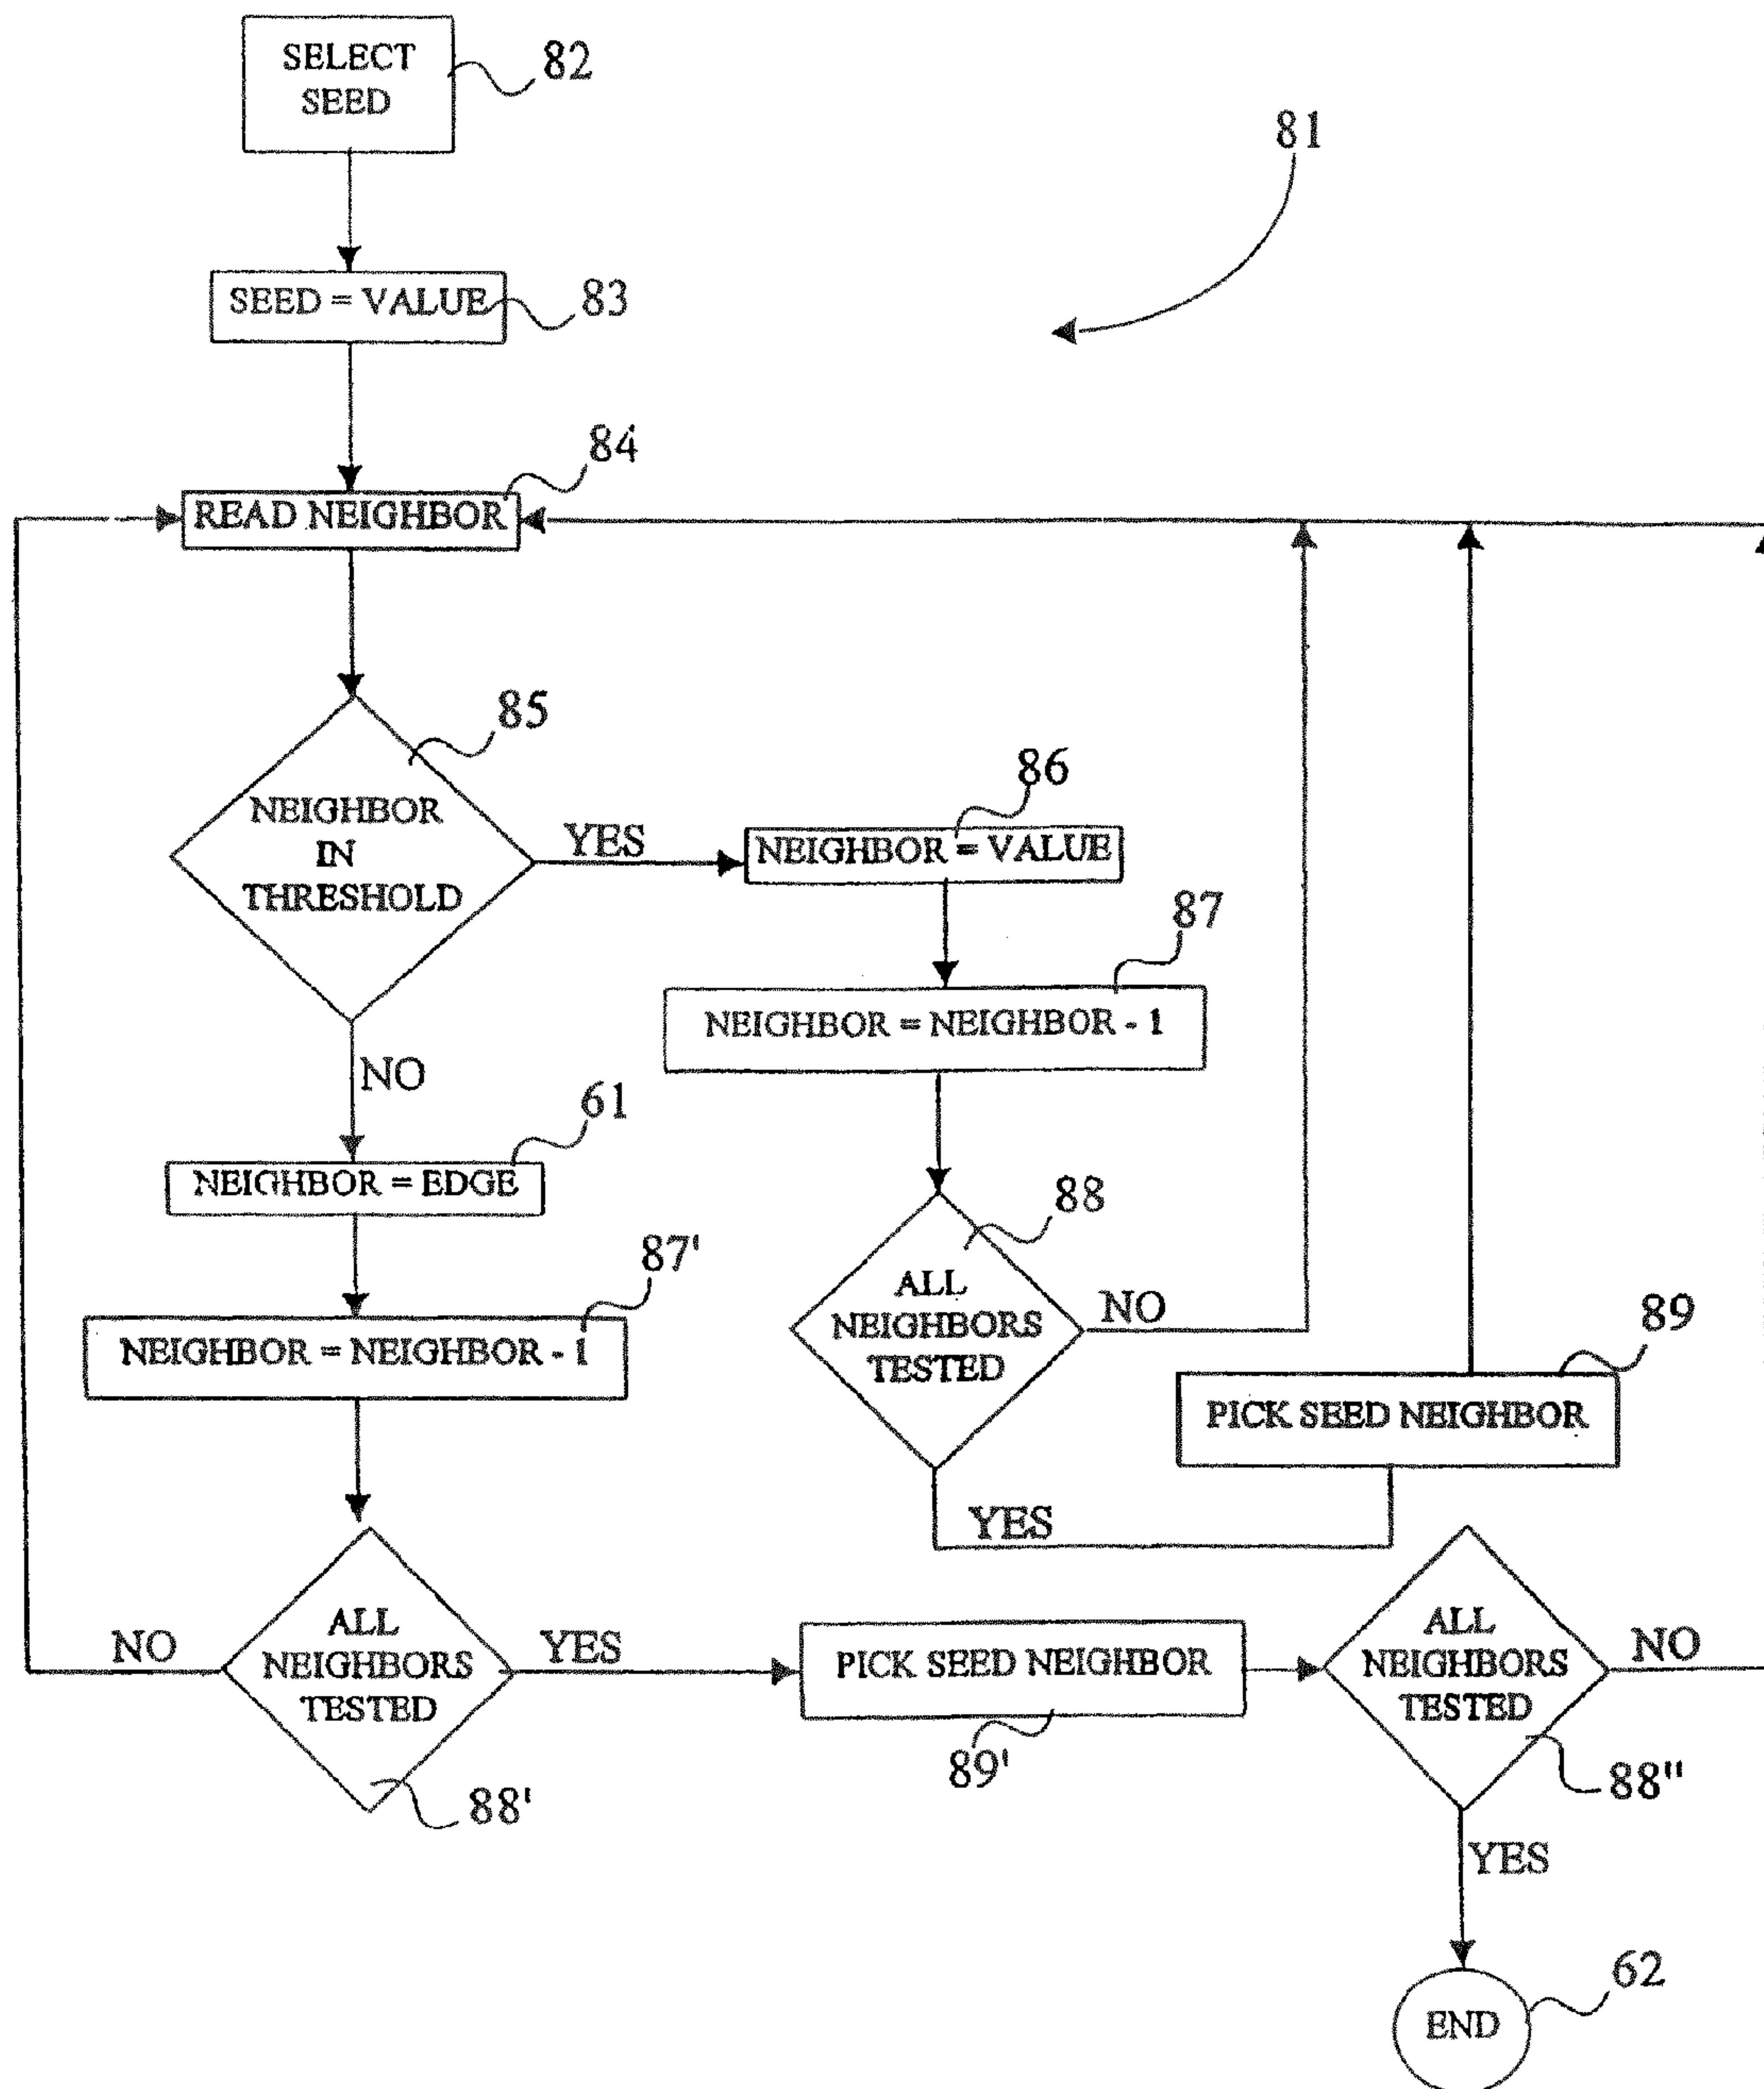 SELECT
SEED
82
81
SEED = VALUE
83
84
READ NEIGHBOR
85
NEIGHBOR
IN
THRESHOLD
YES
86
NEIGHBOR = VALUE
87
NEIGHBOR = NEIGHBOR - 1
NO
61
NEIGHBOR = EDGE
88
ALL
NEIGHBORS
TESTED
NO
87'
NEIGHBOR = NEIGHBOR - 1
89
PICK SEED NEIGHBOR
YES
NO
ALL
NEIGHBORS
TESTED
YES
88'
PICK SEED NEIGHBOR
89'
ALL
NEIGHBORS
TESTED
NO
88"
YES
62
END